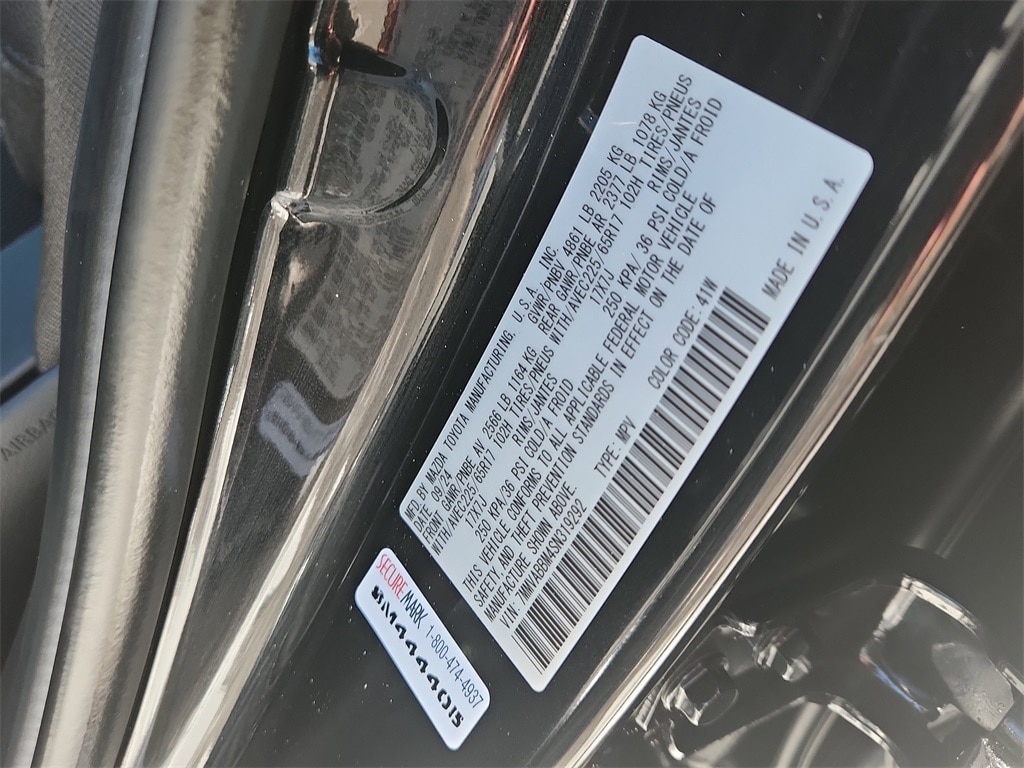 MFD BY MAZDA TOYOTA MANUFACTURING, U. S. A., INC.
DATE : 09/24 GVWR/PNBV 4861 LB 2205 KG
FRONT GAWR/PNBE AV 2566 LB 1164 KG REAR GAWR/PNBE AR 2377 LB 1078 KG
WITH/AVEC225/65R17 102H TIRES/PNEUS WITH/AVEC225/65R17 102H TIRES/PNEUS
17X7J RIMS/JANTES 17X7J RIMS/JANTES
250 KPA/36 PSI,COLD/A FROID 250 KPA/36 PSI,COLD/A FROID
THIS VEHICLE CONFORMS TO ALL APPLICABLE FEDERAL MOTOR VEHICLE
SAFETY, AND THEFT PREVENTION STANDARDS IN EFFECT ON THE DATE OF
MANUFACTURE SHOWN ABOVE.
VIN: 7MMVABBM4SN319292 TYPE: MPV COLOR CODE: 41W
MADE IN U.S.A.
SECUREMARK 1-800-474-4937
AIRBAG